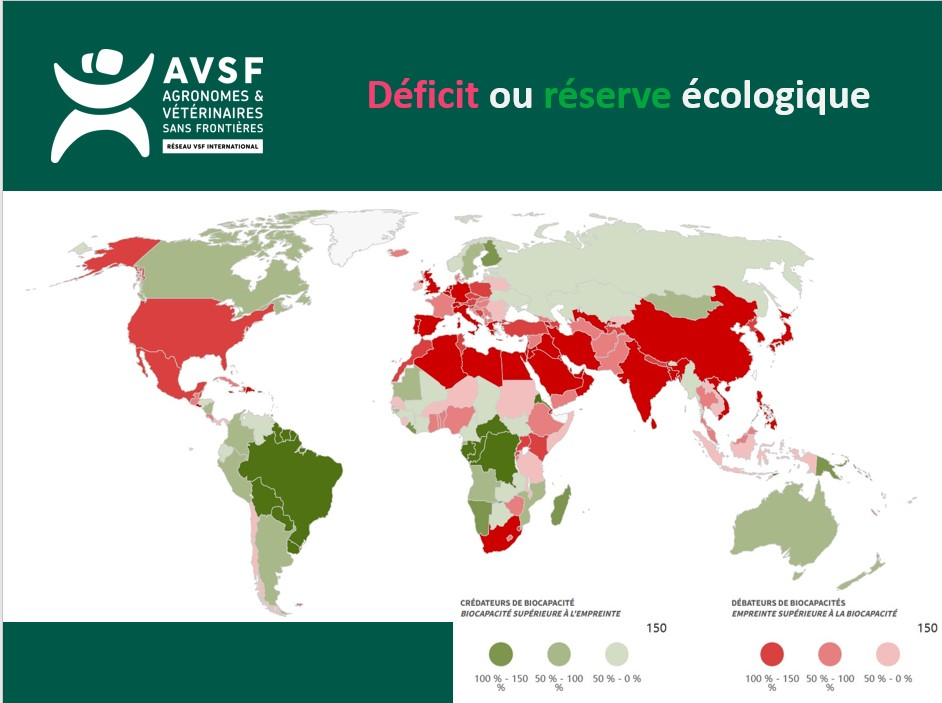 AVSF
AGRONOMES &
VÉTÉRINAIRES
SANS FRONTIÈRES
RÉSEAU VSF INTERNATIONAL
Déficit ou réserve écologique
CRÉDATEURS DE BIOCAPACITÉ
BIOCAPACITÉ SUPÉRIEURE À L'EMPREINTE
150
100 % - 150
%
50 % - 100
%
50 % - 0 %
DÉBATEURS DE BIOCAPACITÉS
EMPREINTE SUPÉRIEURE À LA BIOCAPACITÉ
150
100 % - 150
%
50 % - 100
%
50 % - 0 %